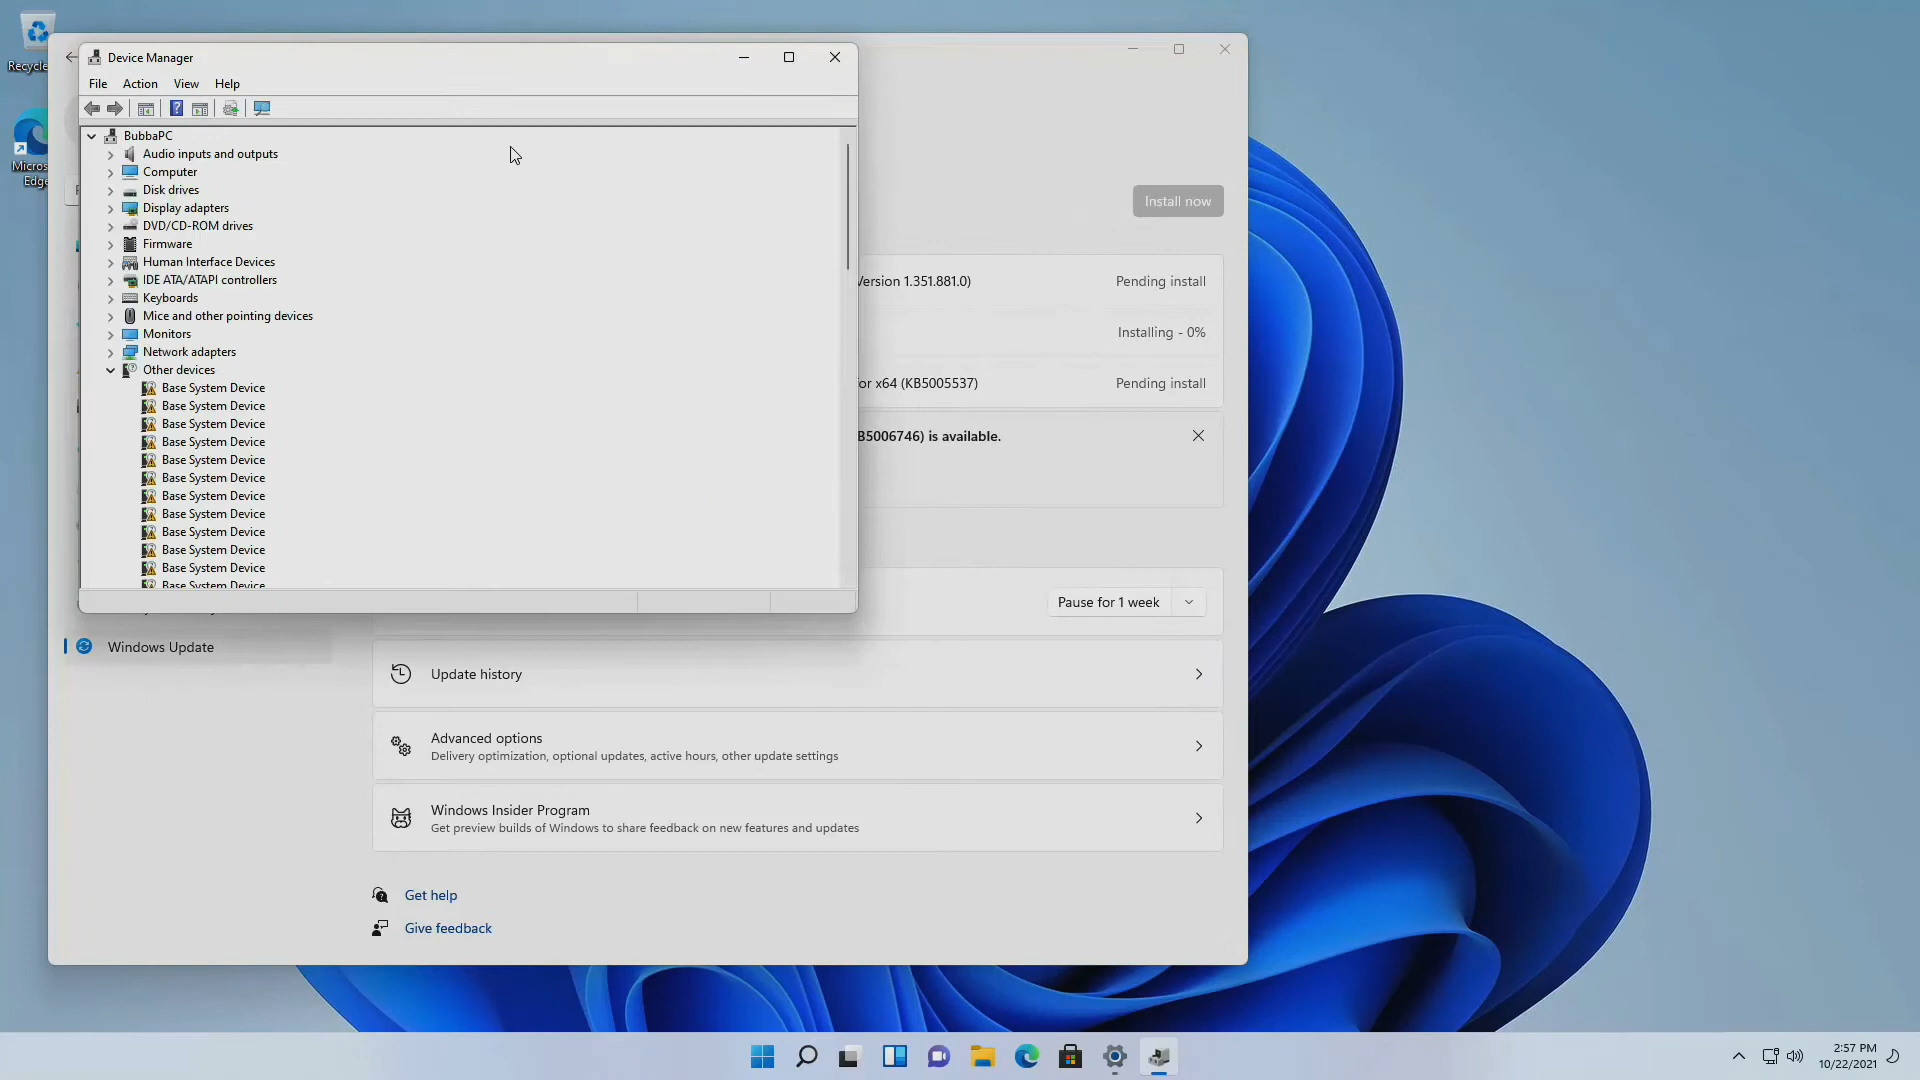 Recycle
Micros
Edge
Device Manager
File
Action
View
Help
BubbaPC
Audio inputs and outputs
Computer
Disk drives
Display adapters
DVD/CD-ROM drives
Firmware
Human Interface Devices
IDE ATA/ATAPI controllers
Keyboards
Mice and other pointing devices
Monitors
Network adapters
Other devices
Base System Device
Base System Device
Base System Device
Base System Device
Base System Device
Base System Device
Base System Device
Base System Device
Base System Device
Base System Device
Base System Device
Base System Device
Install now
Version 1.351.881.0)
Pending install
Installing - 0%
or x64 (KB5005537)
Pending install
B5006746) is available.
Pause for 1 week
Windows Update
Update history
Advanced options
Delivery optimization, optional updates, active hours, other update settings
Windows Insider Program
Get preview builds of Windows to share feedback on new features and updates
Get help
Give feedback
2:57 PM
10/22/2021